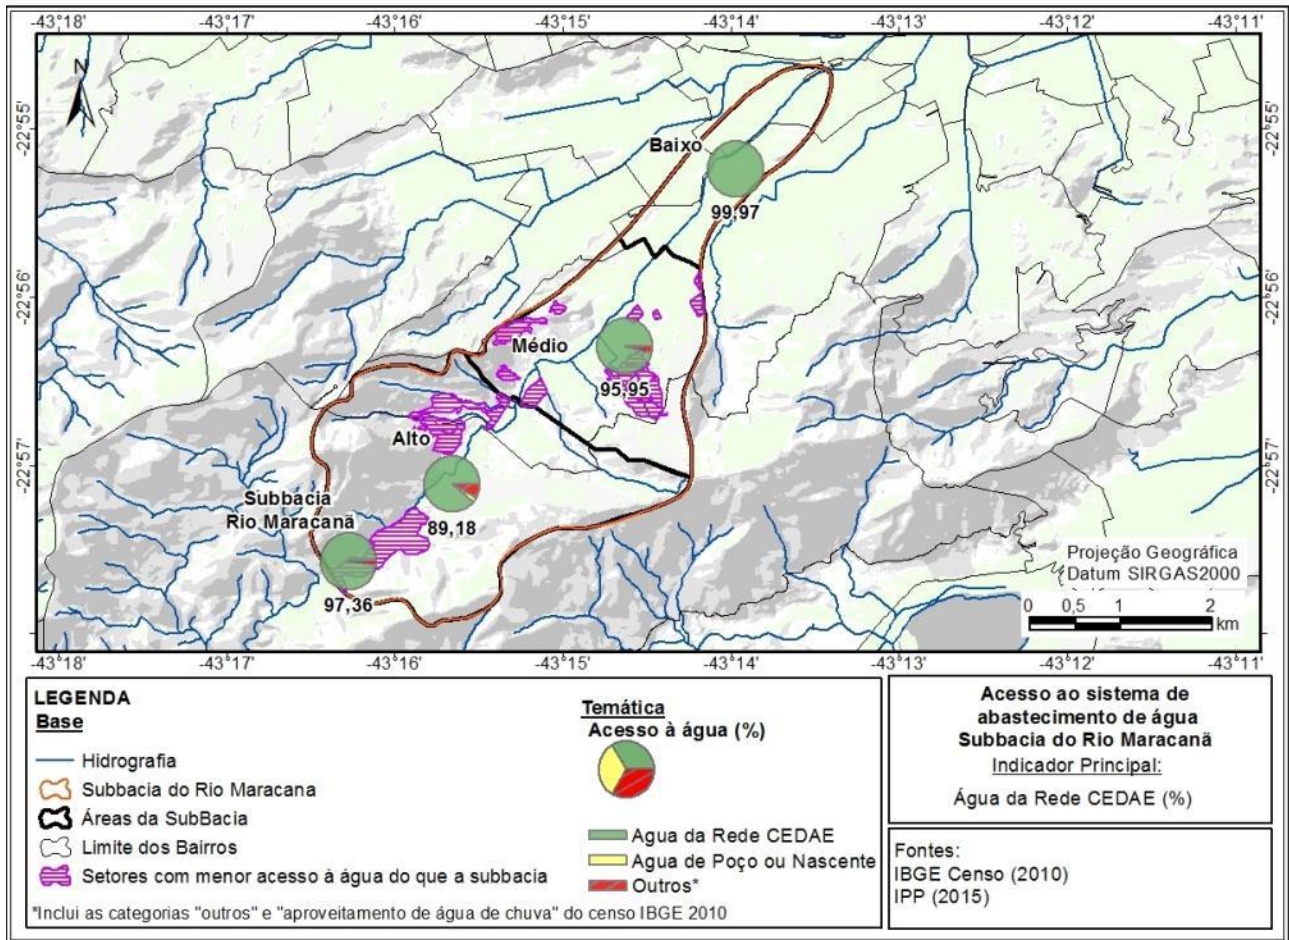 -43°18' -43°17' -43°16' -43°15' -43°14' -43°13' -43°12' -43°11'
N
-22°55' -22°55'
Baixo
99,97
-22°56' -22°56'
Médio
95,95
Alto
-22°57' -22°57'
89,18
Subbacia
Rio Maracanã
97,36
Projeção Geográfica
Datum SIRGAS2000
0 0,5 1 2
km
-43°18' -43°17' -43°16' -43°15' -43°14' -43°13' -43°12' -43°11'
LEGENDA
Base
Hidrografia
Subbacia do Rio Maracana
Áreas da SubBacia
Limite dos Bairros
Setores com menor acesso à água do que a subbacia
*Inclui as categorias "outros" e "aproveitamento de água de chuva" do censo IBGE 2010
Temática
Acesso à água (%)
Agua da Rede CEDAE
Agua de Poço ou Nascente
Outros*
Acesso ao sistema de
abastecimento de água
Subbacia do Rio Maracanã
Indicador Principal:
Água da Rede CEDAE (%)
Fontes:
IBGE Censo (2010)
IPP (2015)